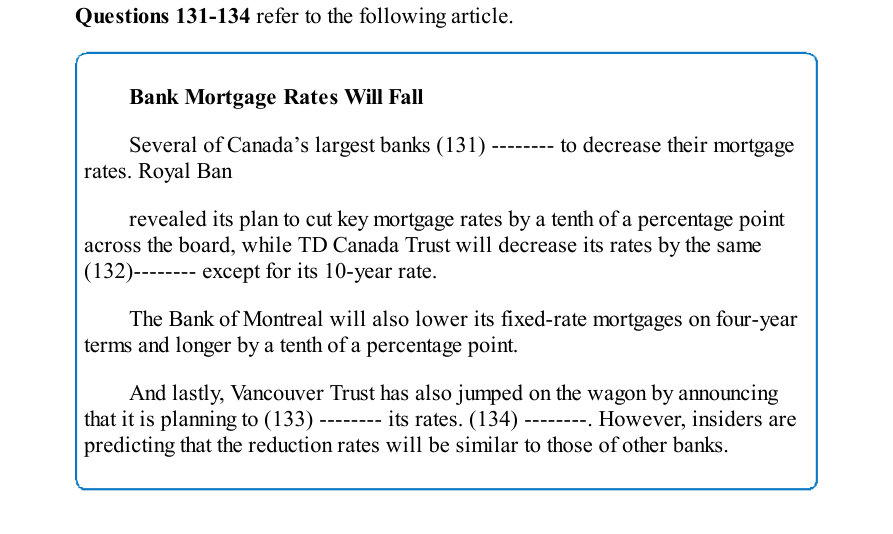 Questions 131-134 refer to the following article.
Bank Mortgage Rates Will Fall
Several of Canada’s largest banks (131) -------- to decrease their mortgage
rates. Royal Ban
revealed its plan to cut key mortgage rates by a tenth of a percentage point
across the board, while TD Canada Trust will decrease its rates by the same
(132)-------- except for its 10-year rate.
The Bank of Montreal will also lower its fixed-rate mortgages on four-year
terms and longer by a tenth of a percentage point.
And lastly, Vancouver Trust has also jumped on the wagon by announcing
that it is planning to (133) -------- its rates. (134) --------. However, insiders are
predicting that the reduction rates will be similar to those of other banks.